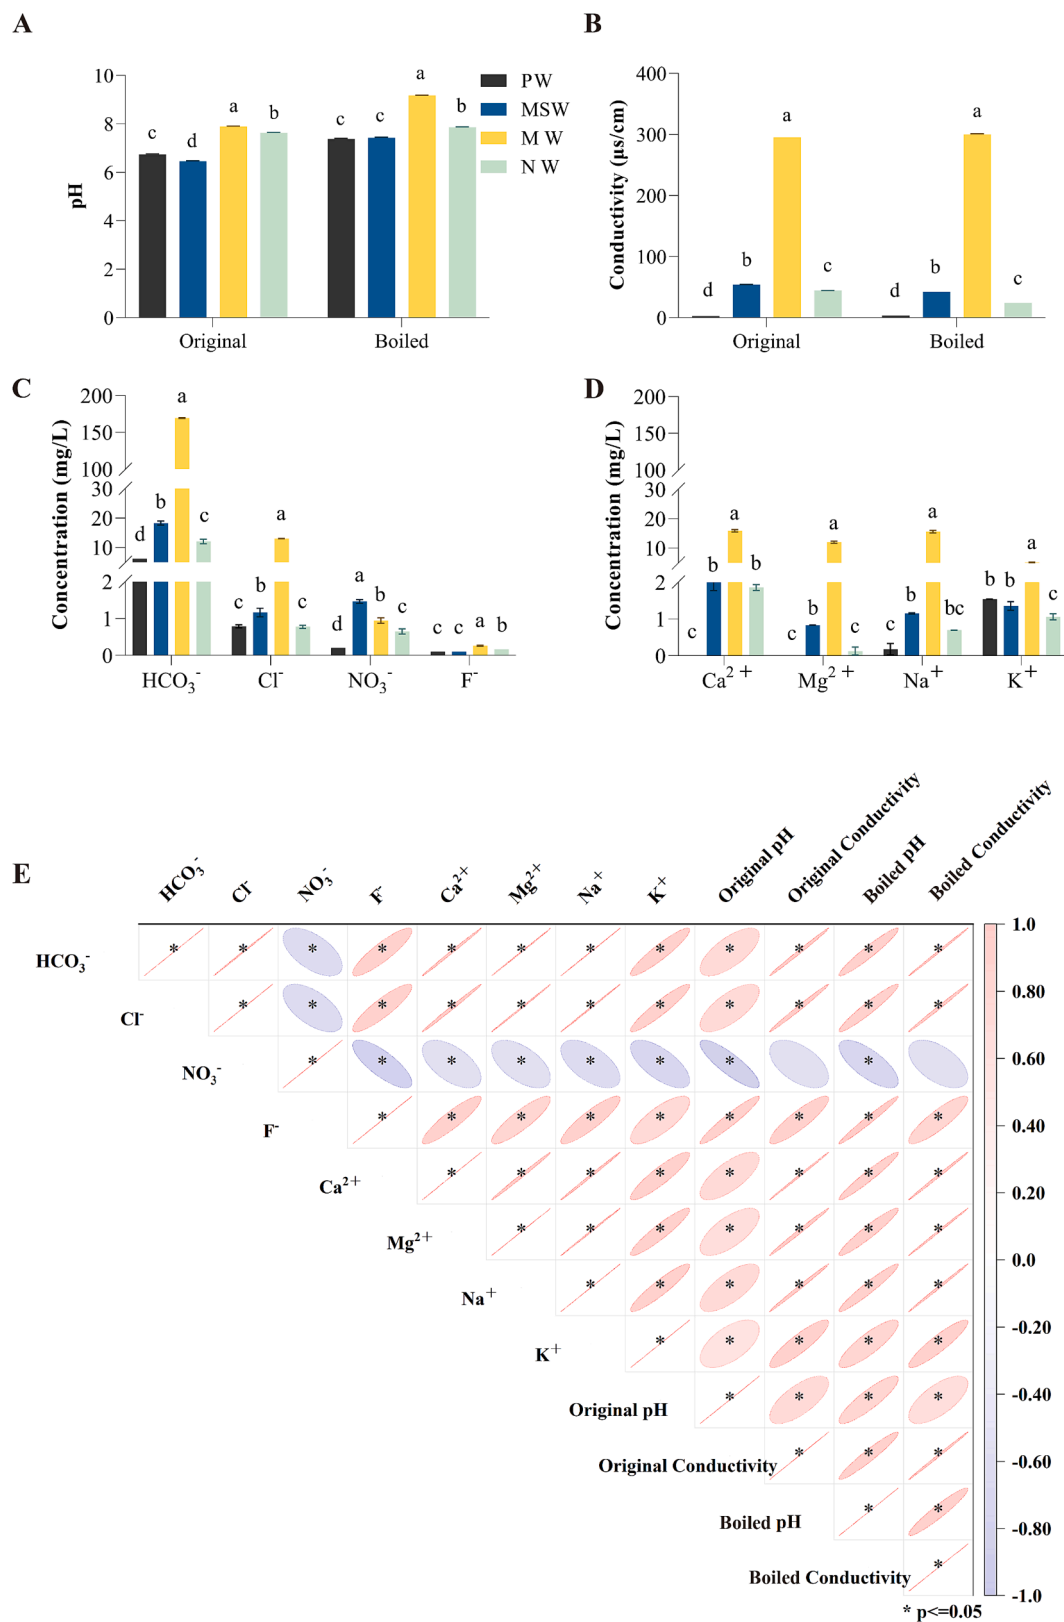 A
B
10
8
6
4
2
0
pH
c
d
a
b
c
c
a
b
Original
Boiled
PW
MSW
M W
N W
400
300
200
100
0
Conductivity (μs/cm)
d
b
a
c
d
b
a
c
Original
Boiled
C
D
200
150
100
30
20
10
2
1
0
Concentration (mg/L)
d
b
a
c
c
b
a
c
d
a
b
c
c
c
a
b
HCO₃⁻
Cl⁻
NO₃⁻
F⁻
200
150
100
30
20
10
2
1
0
Concentration (mg/L)
c
b
a
b
c
b
a
c
c
b
a
bc
b
b
a
c
Ca²⁺
Mg²⁺
Na⁺
K⁺
E
HCO₃⁻
Cl⁻
NO₃⁻
F⁻
Ca²⁺
Mg²⁺
Na⁺
K⁺
Original pH
Original Conductivity
Boiled pH
Boiled Conductivity
HCO₃⁻ * * * * * * * * * * * *
Cl⁻ * * * * * * * * * * *
NO₃⁻ * * * * * * * *
F⁻ * * * * * * * * *
Ca²⁺ * * * * * * * *
Mg²⁺ * * * * * * *
Na⁺ * * * * * *
K⁺ * * * * *
Original pH * * * *
Original Conductivity * * *
Boiled pH * *
Boiled Conductivity *
1.0
0.80
0.60
0.40
0.20
0.0
-0.20
-0.40
-0.60
-0.80
-1.0
* p<=0.05